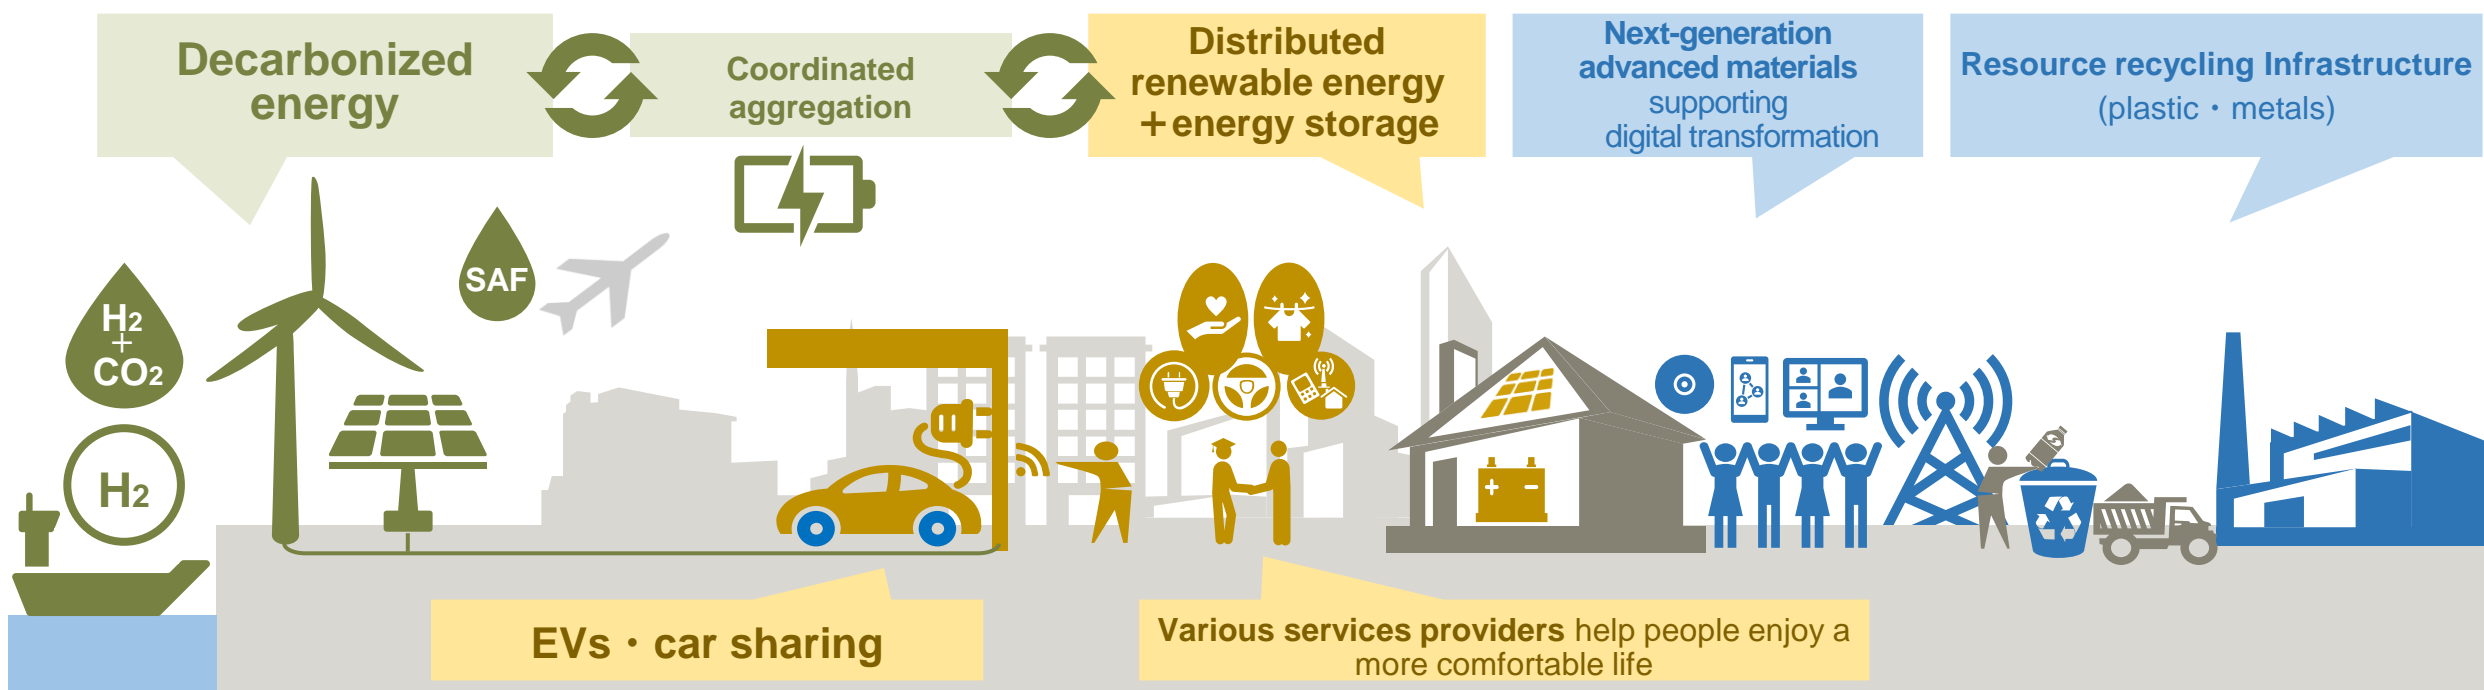 Decarbonized
energy
Coordinated
aggregation
Distributed
renewable energy
+energy storage
Next-generation
advanced materials
supporting
digital transformation
Resource recycling Infrastructure
(plastic・metals)
SAF
H2
+
CO2
H2
+ -
EVs・car sharing
Various services providers help people enjoy a
more comfortable life